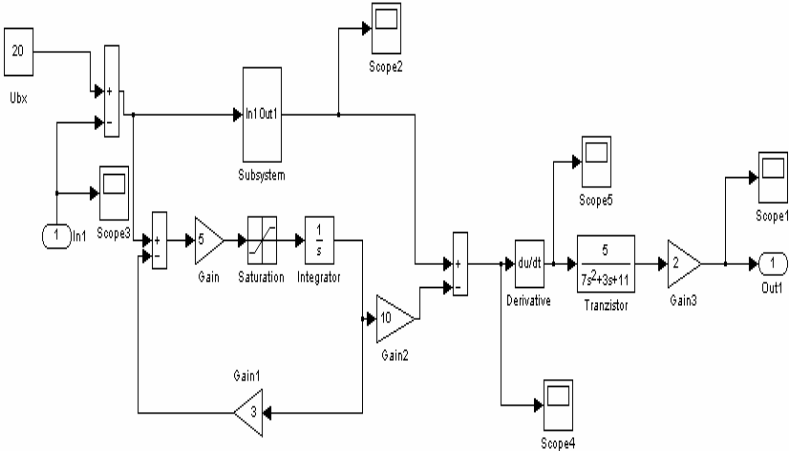 20
Ubx
+
−
1
In1
Scope3
In1 Out1
Subsystem
Scope2
+
−
5
Gain
Saturation
1
s
Integrator
10
Gain2
Gain1
3
+
−
du/dt
Derivative
Scope5
5
7s²+3s+11
Tranzistor
2
Gain3
Scope1
1
Out1
Scope4